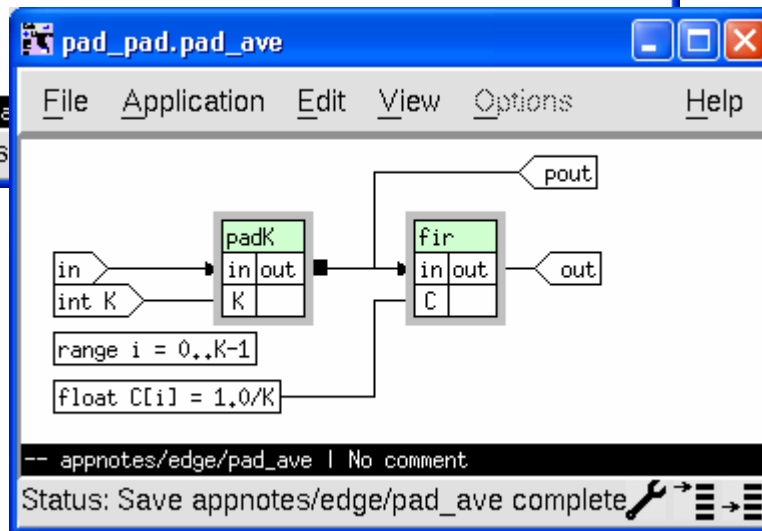 pad_pad.pad_ave
File Application Edit View Options Help
pout
padK
fir
in
in out
in out
out
int K
K
C
range i = 0..K-1
float C[i] = 1.0/K
-- appnotes/edge/pad_ave | No comment
Status: Save appnotes/edge/pad_ave complete